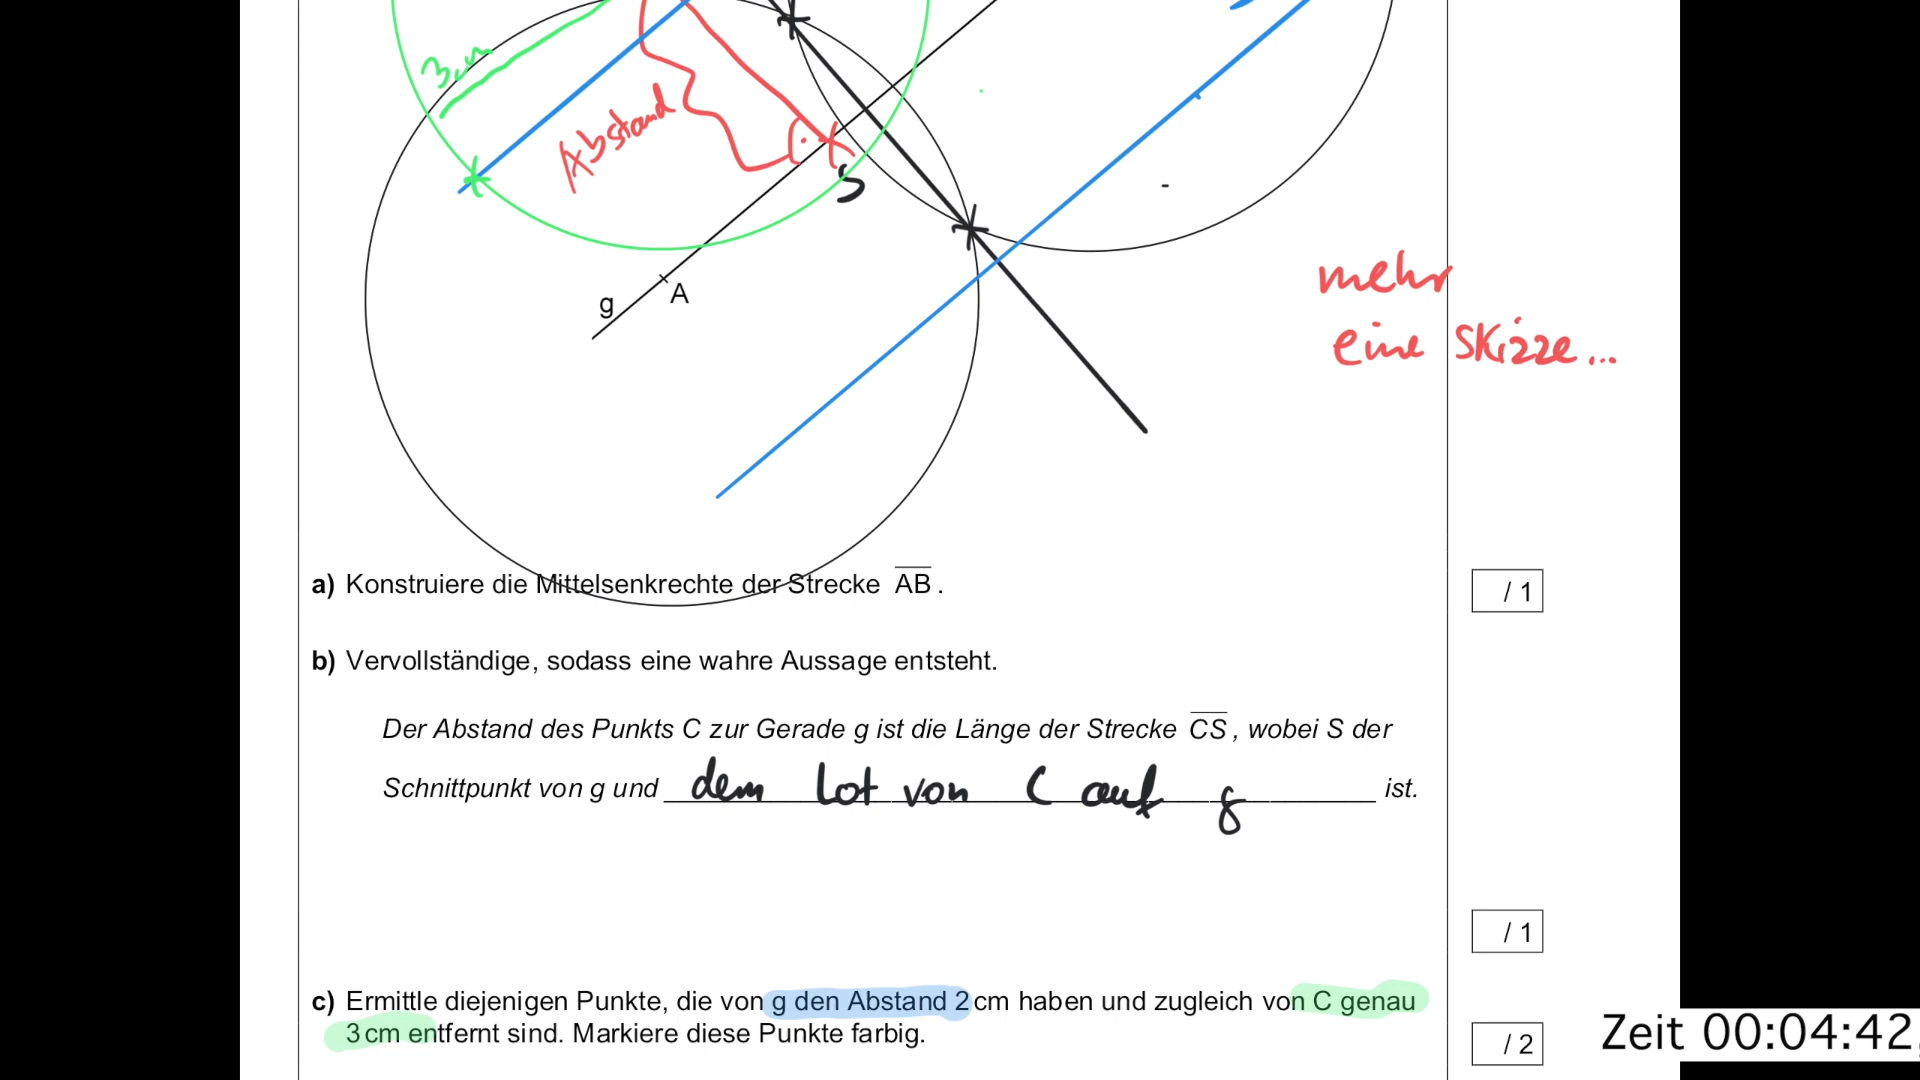 3cm
Abstand
S
g
A
mehr
eine Skizze...
a) Konstruiere die Mittelsenkrechte der Strecke AB.
/ 1
b) Vervollständige, sodass eine wahre Aussage entsteht.
Der Abstand des Punkts C zur Gerade g ist die Länge der Strecke CS, wobei S der
Schnittpunkt von g und dem Lot von C auf g ist.
/ 1
c) Ermittle diejenigen Punkte, die von g den Abstand 2 cm haben und zugleich von C genau
3 cm entfernt sind. Markiere diese Punkte farbig.
/ 2
Zeit 00:04:42,